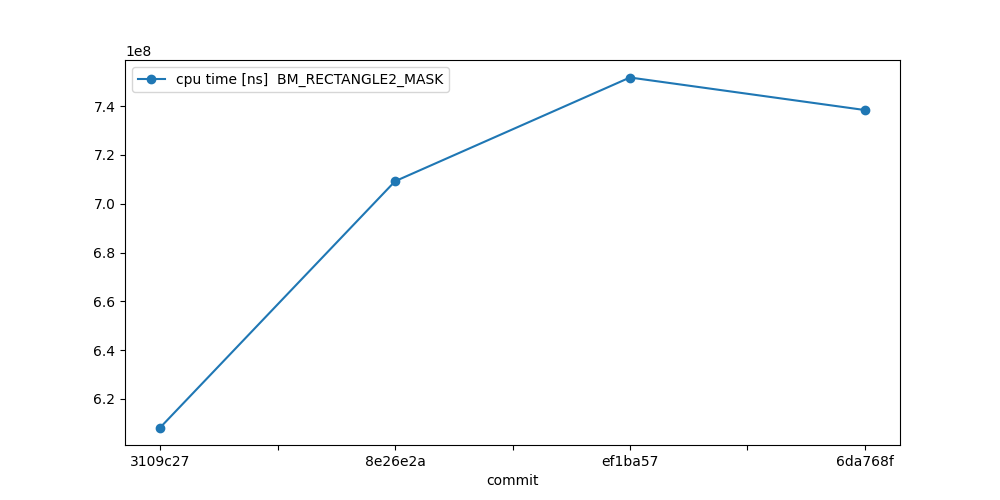 1e8
cpu time [ns]  BM_RECTANGLE2_MASK
7.4
7.2
7.0
6.8
6.6
6.4
6.2
3109c27 8e26e2a ef1ba57 6da768f
commit